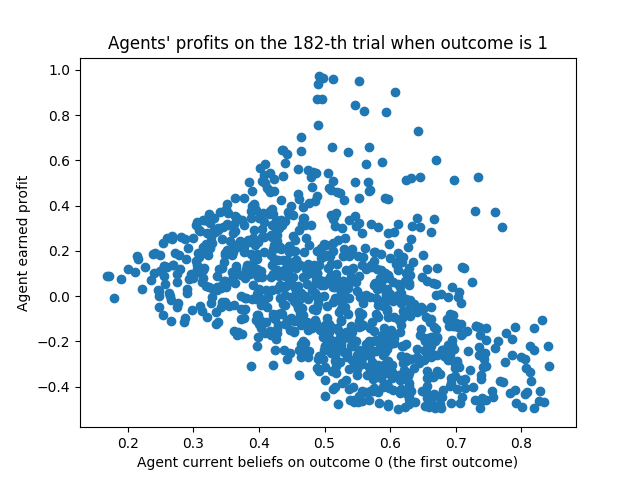 Agents' profits on the 182-th trial when outcome is 1
1.0
0.8
0.6
0.4
0.2
0.0
−0.2
−0.4
Agent earned profit
0.2 0.3 0.4 0.5 0.6 0.7 0.8
Agent current beliefs on outcome 0 (the first outcome)